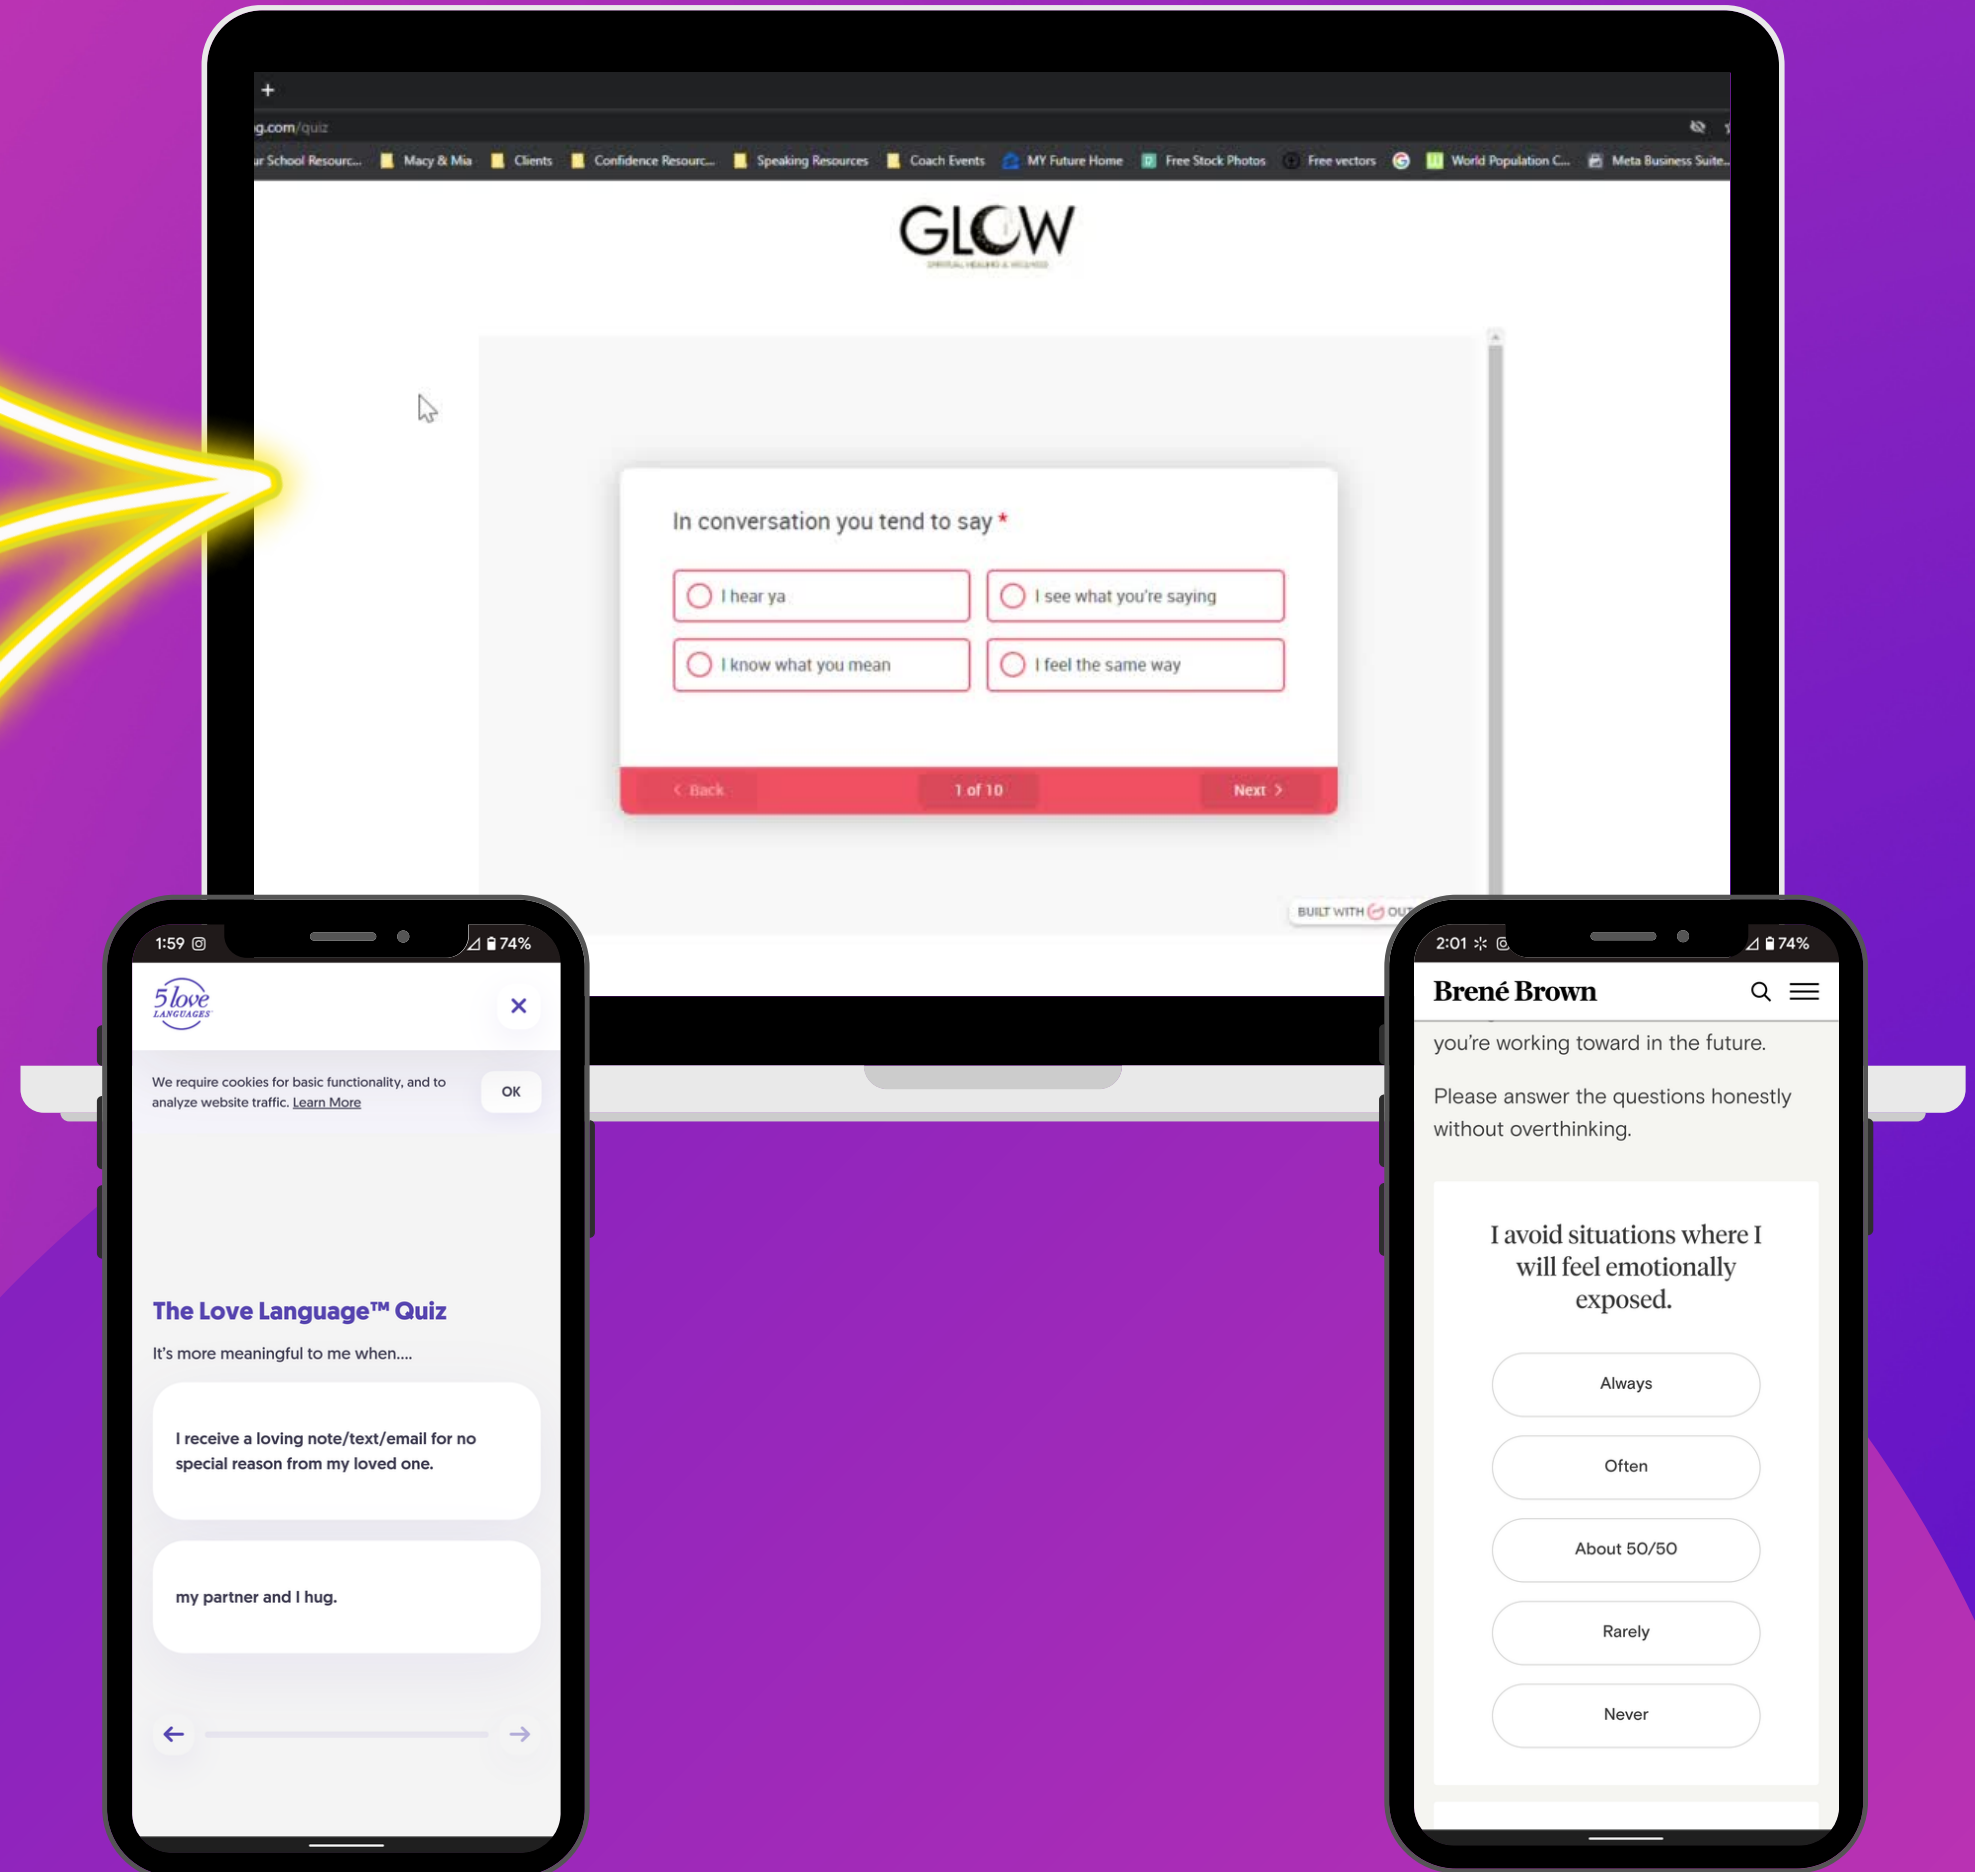 +
g.com/quiz
ur School Resourc... Macy & Mia Clients Confidence Resourc... Speaking Resources Coach Events MY Future Home Free Stock Photos Free vectors World Population C... Meta Business Suite...
GLOW
SPIRITUAL HEALING & WELLNESS
In conversation you tend to say *
I hear ya
I see what you're saying
I know what you mean
I feel the same way
< Back
1 of 10
Next >
BUILT WITH
1:59
74%
5 love
LANGUAGES
We require cookies for basic functionality, and to
analyze website traffic. Learn More
OK
The Love Language™ Quiz
It's more meaningful to me when....
I receive a loving note/text/email for no
special reason from my loved one.
my partner and I hug.
2:01
74%
Brené Brown
you're working toward in the future.
Please answer the questions honestly
without overthinking.
I avoid situations where I
will feel emotionally
exposed.
Always
Often
About 50/50
Rarely
Never